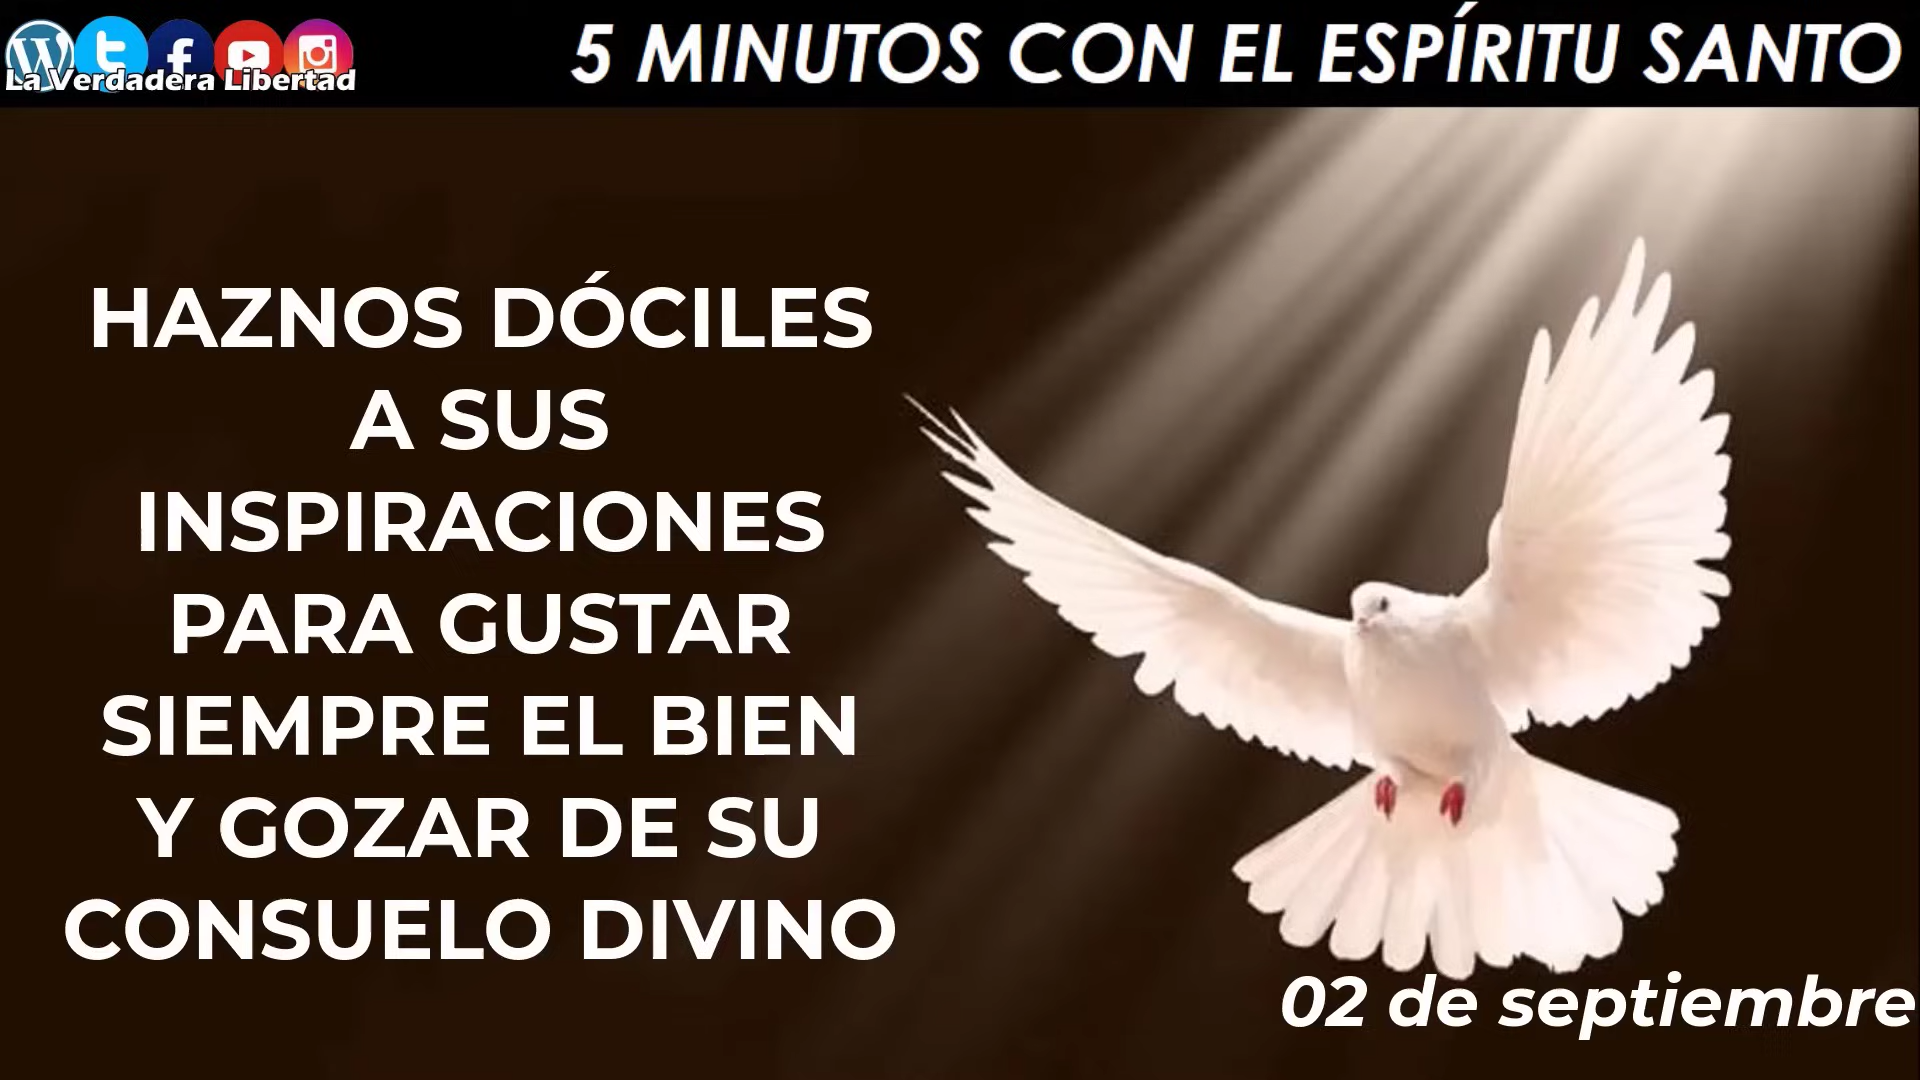 La Verdadera Libertad
5 MINUTOS CON EL ESPÍRITU SANTO
HAZNOS DÓCILES
A SUS
INSPIRACIONES
PARA GUSTAR
SIEMPRE EL BIEN
Y GOZAR DE SU
CONSUELO DIVINO
02 de septiembre